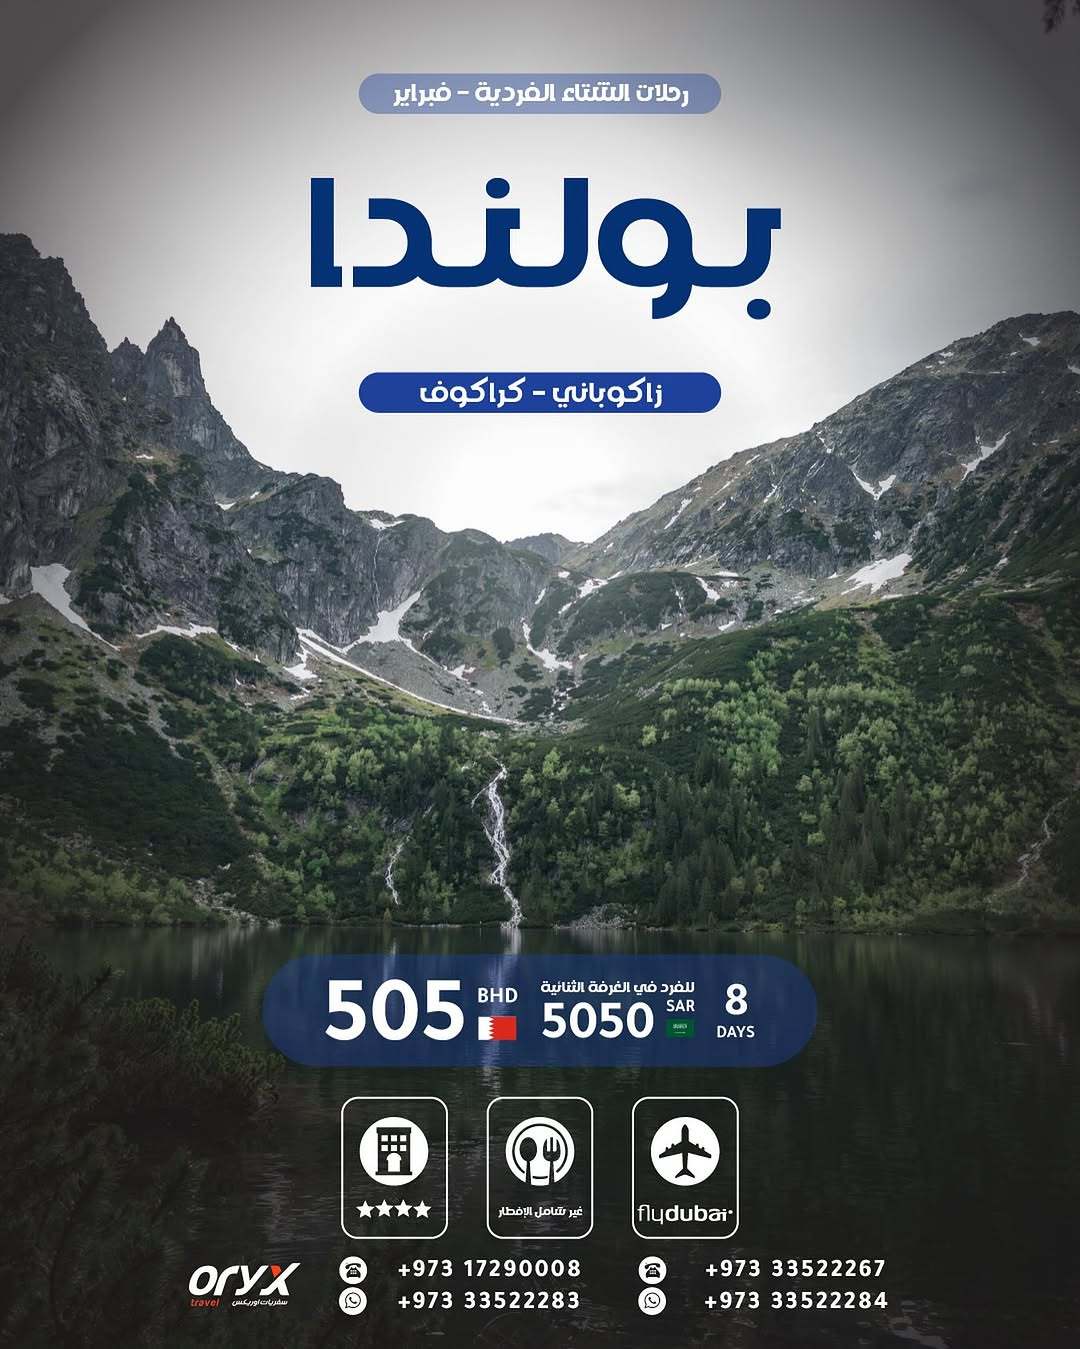 رحلات الشتاء الفردية - فبراير
بولندا
زاكوباني - كراكوف
505 BHD
للفرد في الغرفة الثنائية
5050 SAR
8 DAYS
غير شامل الإفطار
flydubai
oryx
travel سفريات اوريكس
+973 17290008
+973 33522267
+973 33522283
+973 33522284